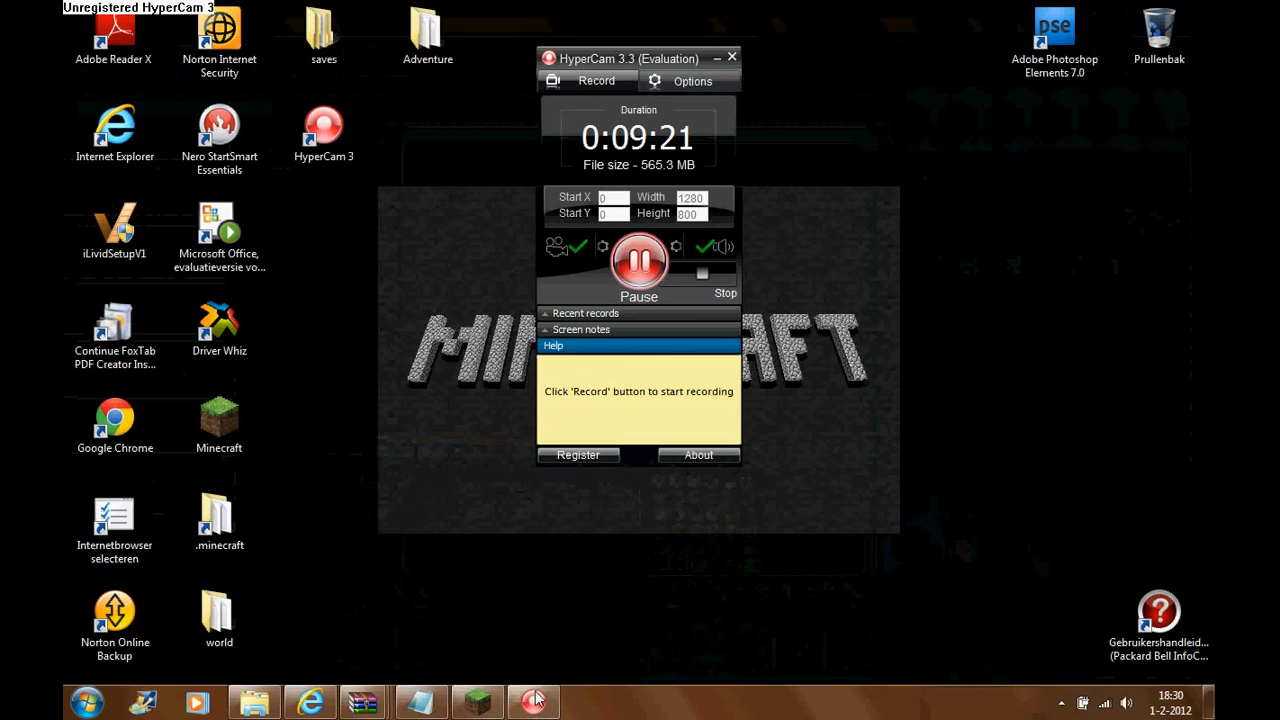 Unregistered HyperCam 3
Adobe Reader X
Norton Internet
Security
saves
Adventure
Adobe Photoshop
Elements 7.0
Prullenbak
pse
HyperCam 3.3 (Evaluation)
Record
Options
Duration
0:09:21
File size - 565.3 MB
Start X 0 Width 1280
Start Y 0 Height 800
Pause
Stop
Recent records
Screen notes
Help
Click 'Record' button to start recording
Register
About
Internet Explorer
Nero StartSmart
Essentials
HyperCam 3
iLividSetupV1
Microsoft Office,
evaluatieversie vo...
Continue FoxTab
PDF Creator Ins...
Driver Whiz
MIN AFT
Google Chrome
Minecraft
Internetbrowser
selecteren
.minecraft
Norton Online
Backup
world
Gebruikershandleid...
(Packard Bell InfoC...
18:30
1-2-2012